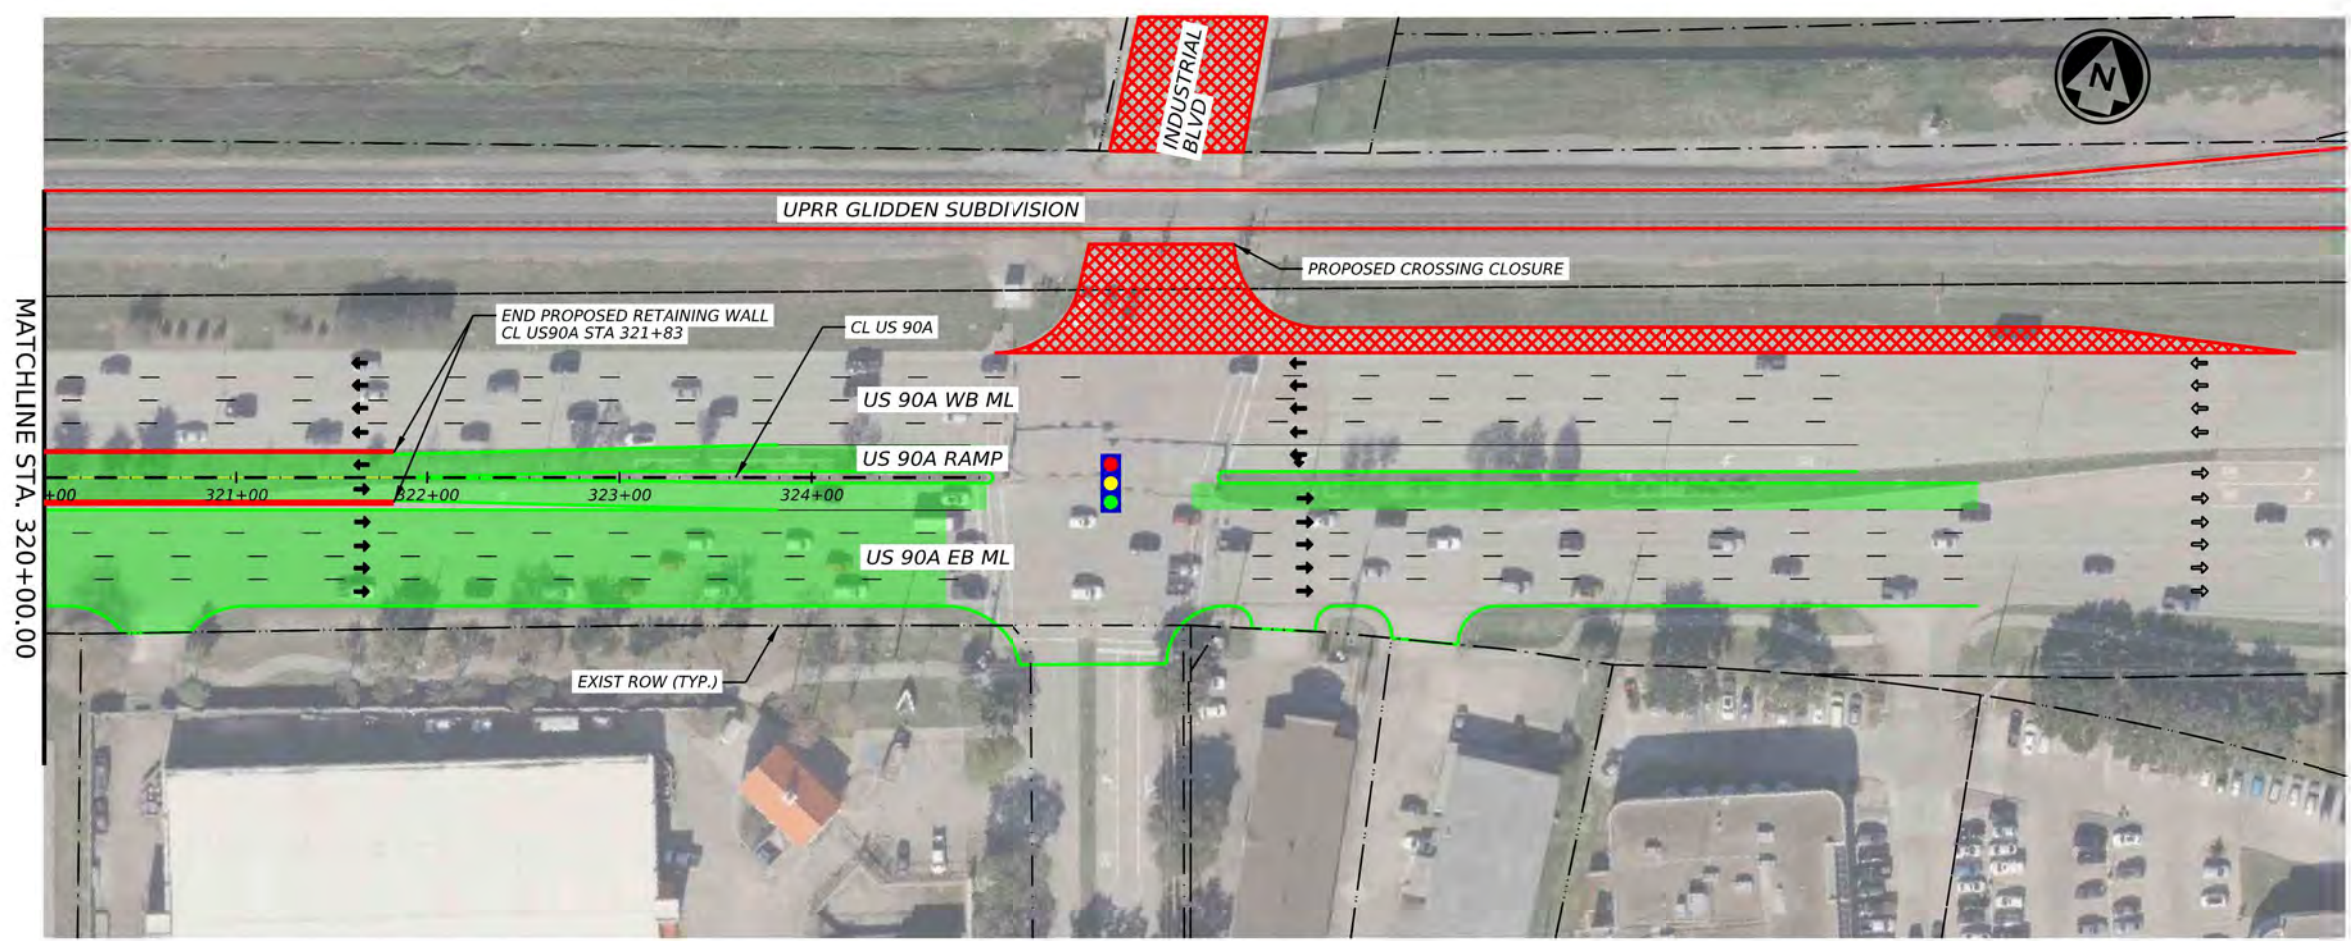 INDUSTRIAL
BLVD
N
UPRR GLIDDEN SUBDIVISION
PROPOSED CROSSING CLOSURE
END PROPOSED RETAINING WALL
CL US90A STA 321+83
CL US 90A
US 90A WB ML
US 90A RAMP
+00
321+00
322+00
323+00
324+00
US 90A EB ML
EXIST ROW (TYP.)
MATCHLINE STA. 320+00.00